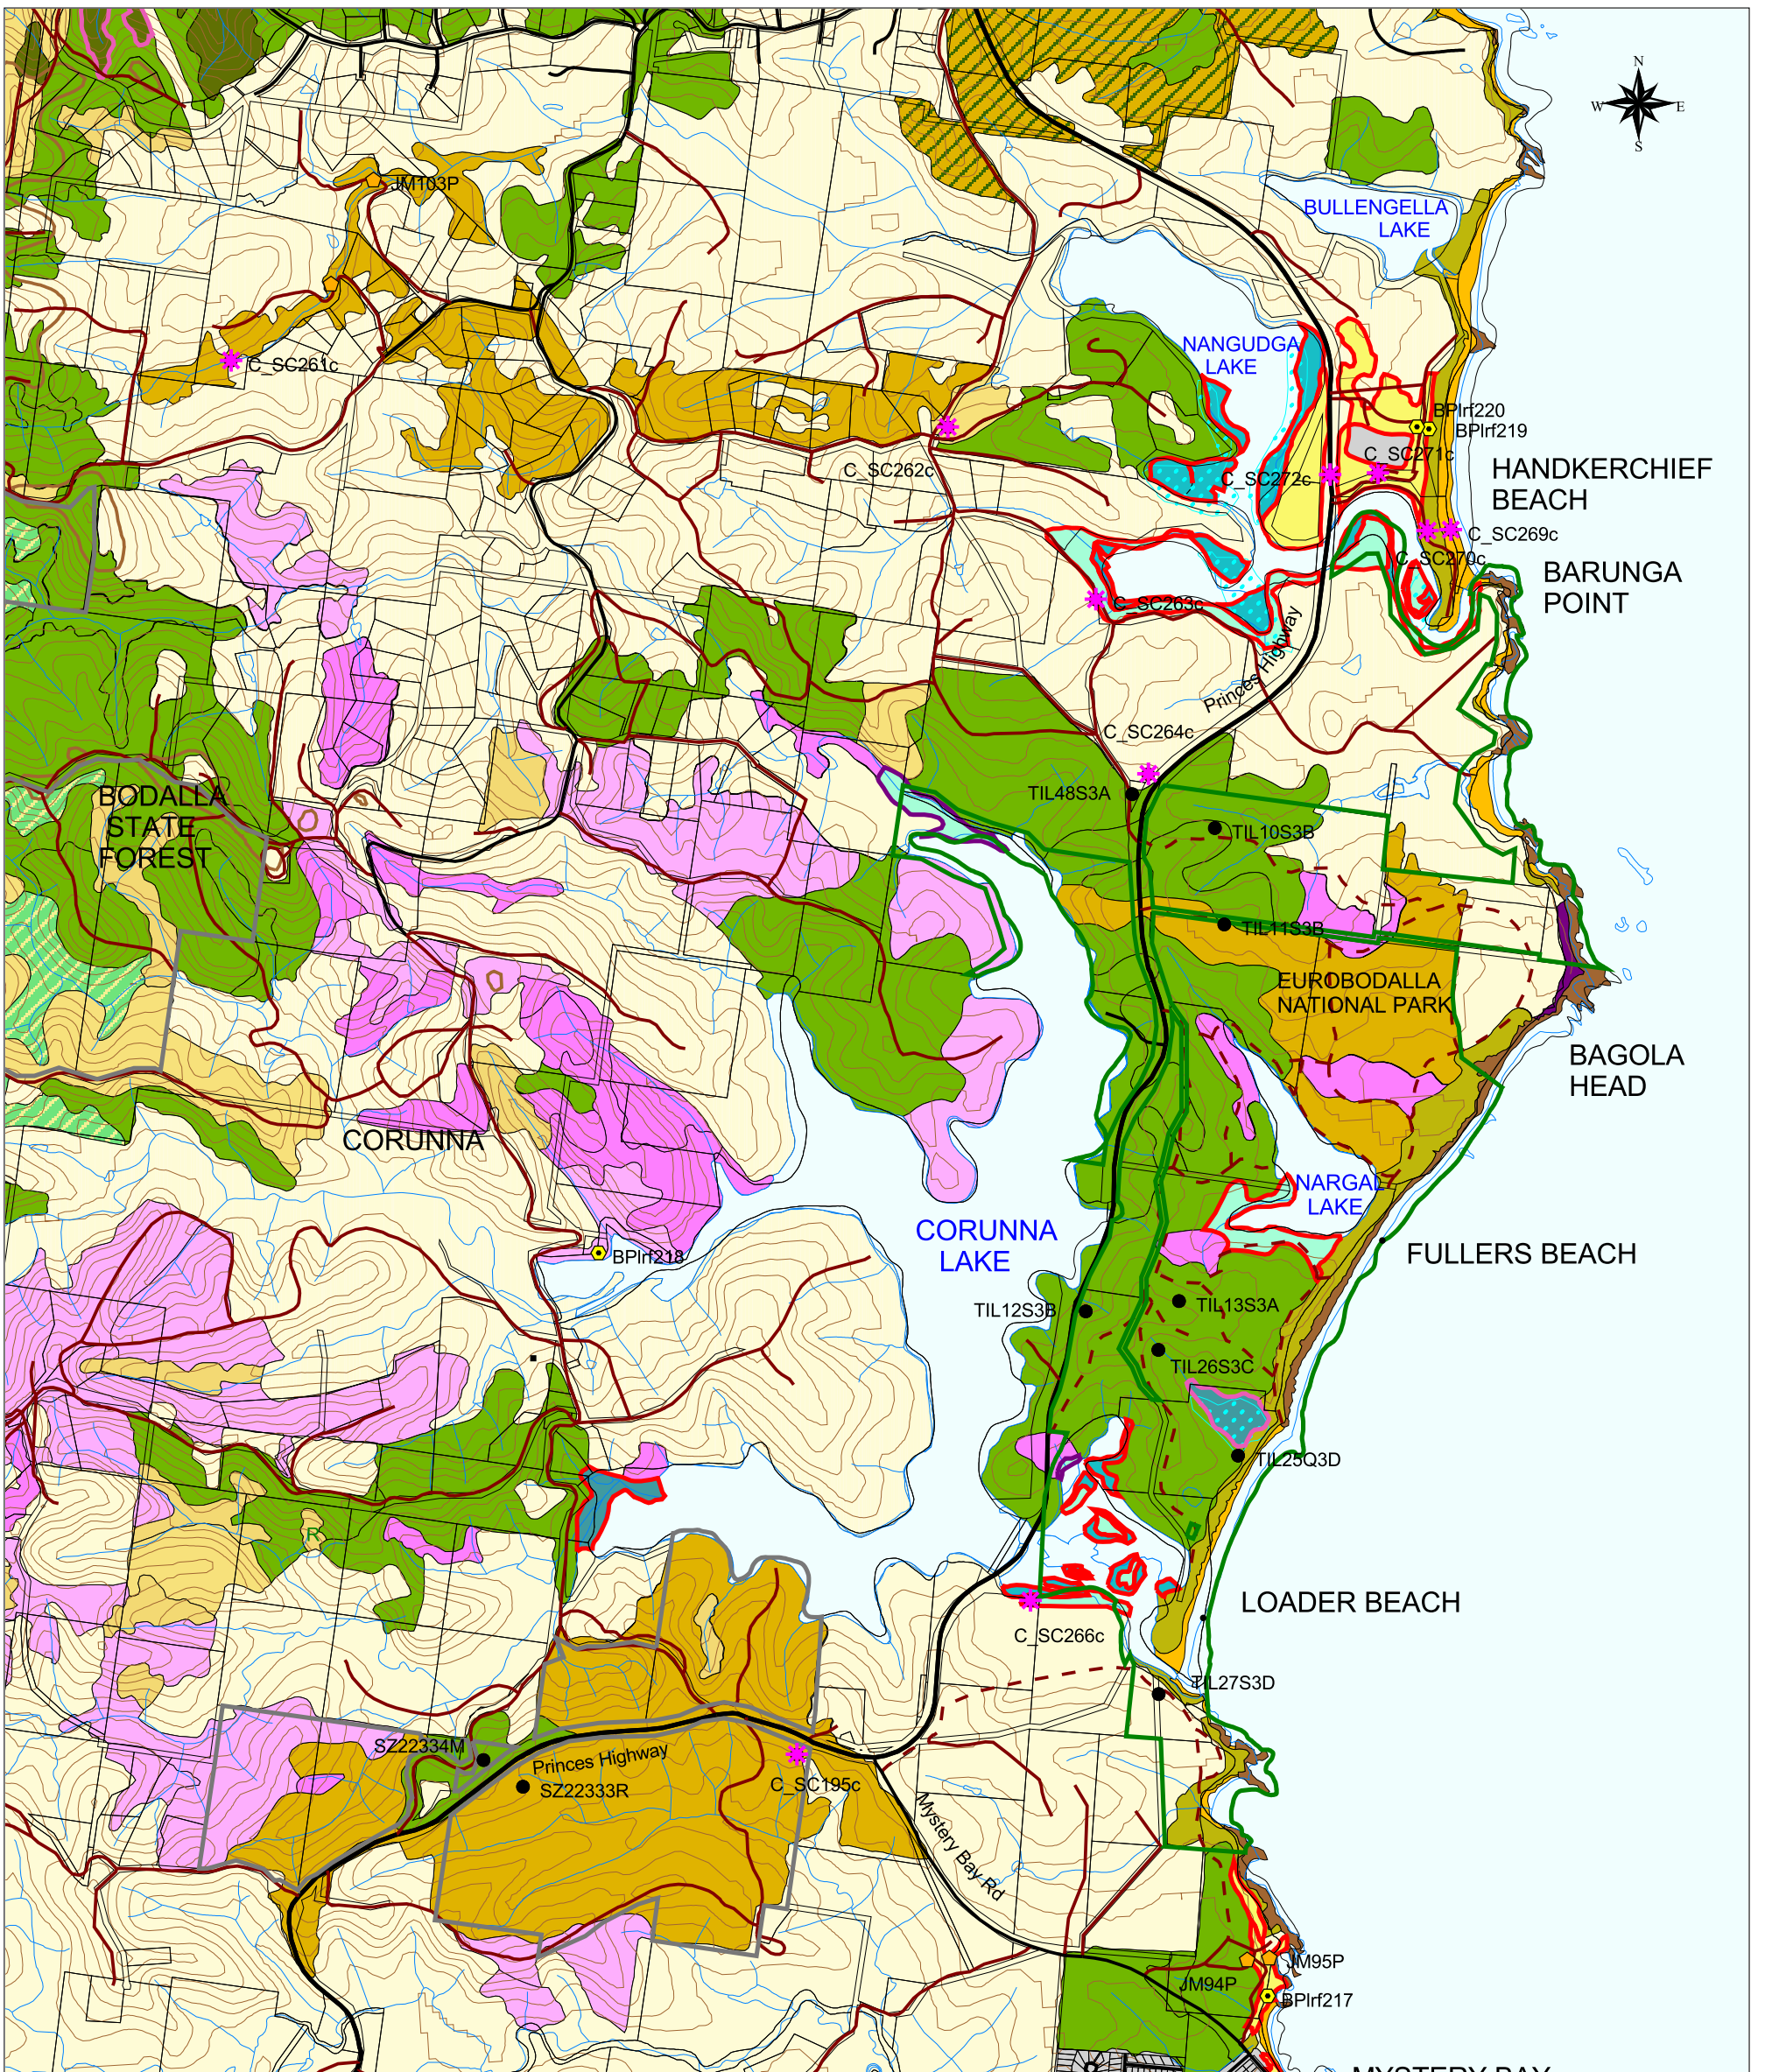 N
W E
S
JM103P
BULLENGELLA
LAKE
NANGUDGA
LAKE
C_SC261c
BPlrf220
BPlrf219
C_SC271c
C_SC262c
C_SC272c
HANDKERCHIEF
BEACH
C_SC269c
C_SC270c
BARUNGA
POINT
C_SC263c
Princes Highway
C_SC264c
TIL48S3A
BODALLA
STATE
FOREST
TIL10S3B
TIL11S3B
EUROBODALLA
NATIONAL PARK
BAGOLA
HEAD
CORUNNA
NARGAL
LAKE
CORUNNA
LAKE
BPlrf218
FULLERS BEACH
TIL12S3B
TIL13S3A
TIL26S3C
TIL25Q3D
R
LOADER BEACH
C_SC266c
TIL27S3D
SZ22334M
Princes Highway
SZ22333R
C_SC195c
Mystery Bay Rd
JM95P
JM94P
BPlrf217
MYSTERY BAY